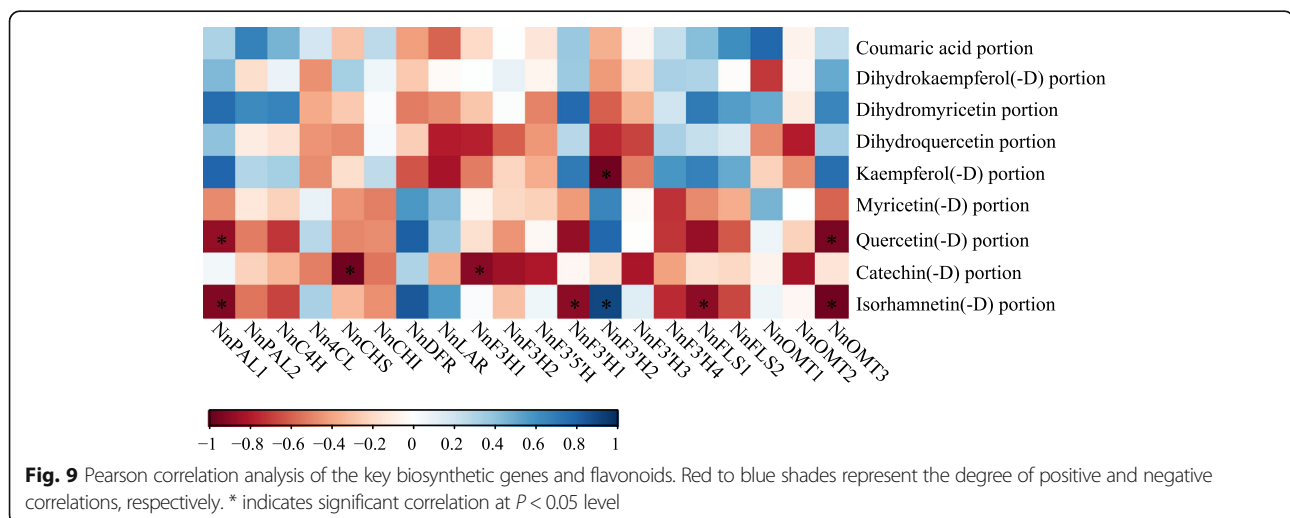 Coumaric acid portion
Dihydrokaempferol(-D) portion
Dihydromyricetin portion
Dihydroquercetin portion
Kaempferol(-D) portion
*
Myricetin(-D) portion
Quercetin(-D) portion
* *
Catechin(-D) portion
* *
Isorhamnetin(-D) portion
* * * * *
NnPAL1
NnPAL2
NnC4H
Nn4CL
NnCHS
NnCHI
NnDFR
NnLAR
NnF3H1
NnF3H2
NnF3'5'H
NnF3'H1
NnF3'H2
NnF3'H3
NnF3'H4
NnFLS1
NnFLS2
NnOMT1
NnOMT2
NnOMT3
−1 −0.8 −0.6 −0.4 −0.2 0 0.2 0.4 0.6 0.8 1
Fig. 9 Pearson correlation analysis of the key biosynthetic genes and flavonoids. Red to blue shades represent the degree of positive and negative
correlations, respectively. * indicates significant correlation at P < 0.05 level